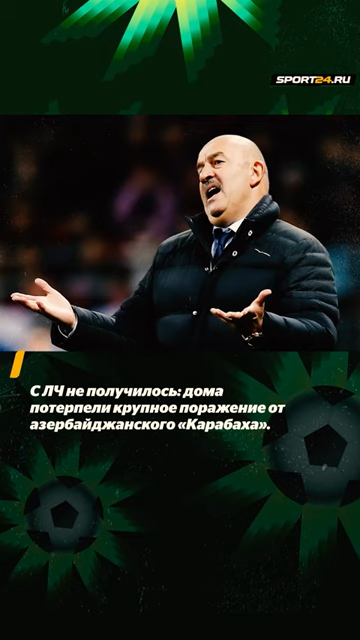 SPORT24.RU
С ЛЧ не получилось: дома
потерпели крупное поражение от
азербайджанского «Карабаха».